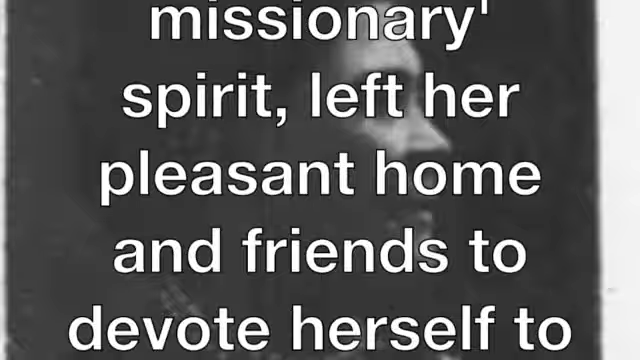 missionary'
spirit, left her
pleasant home
and friends to
devote herself to